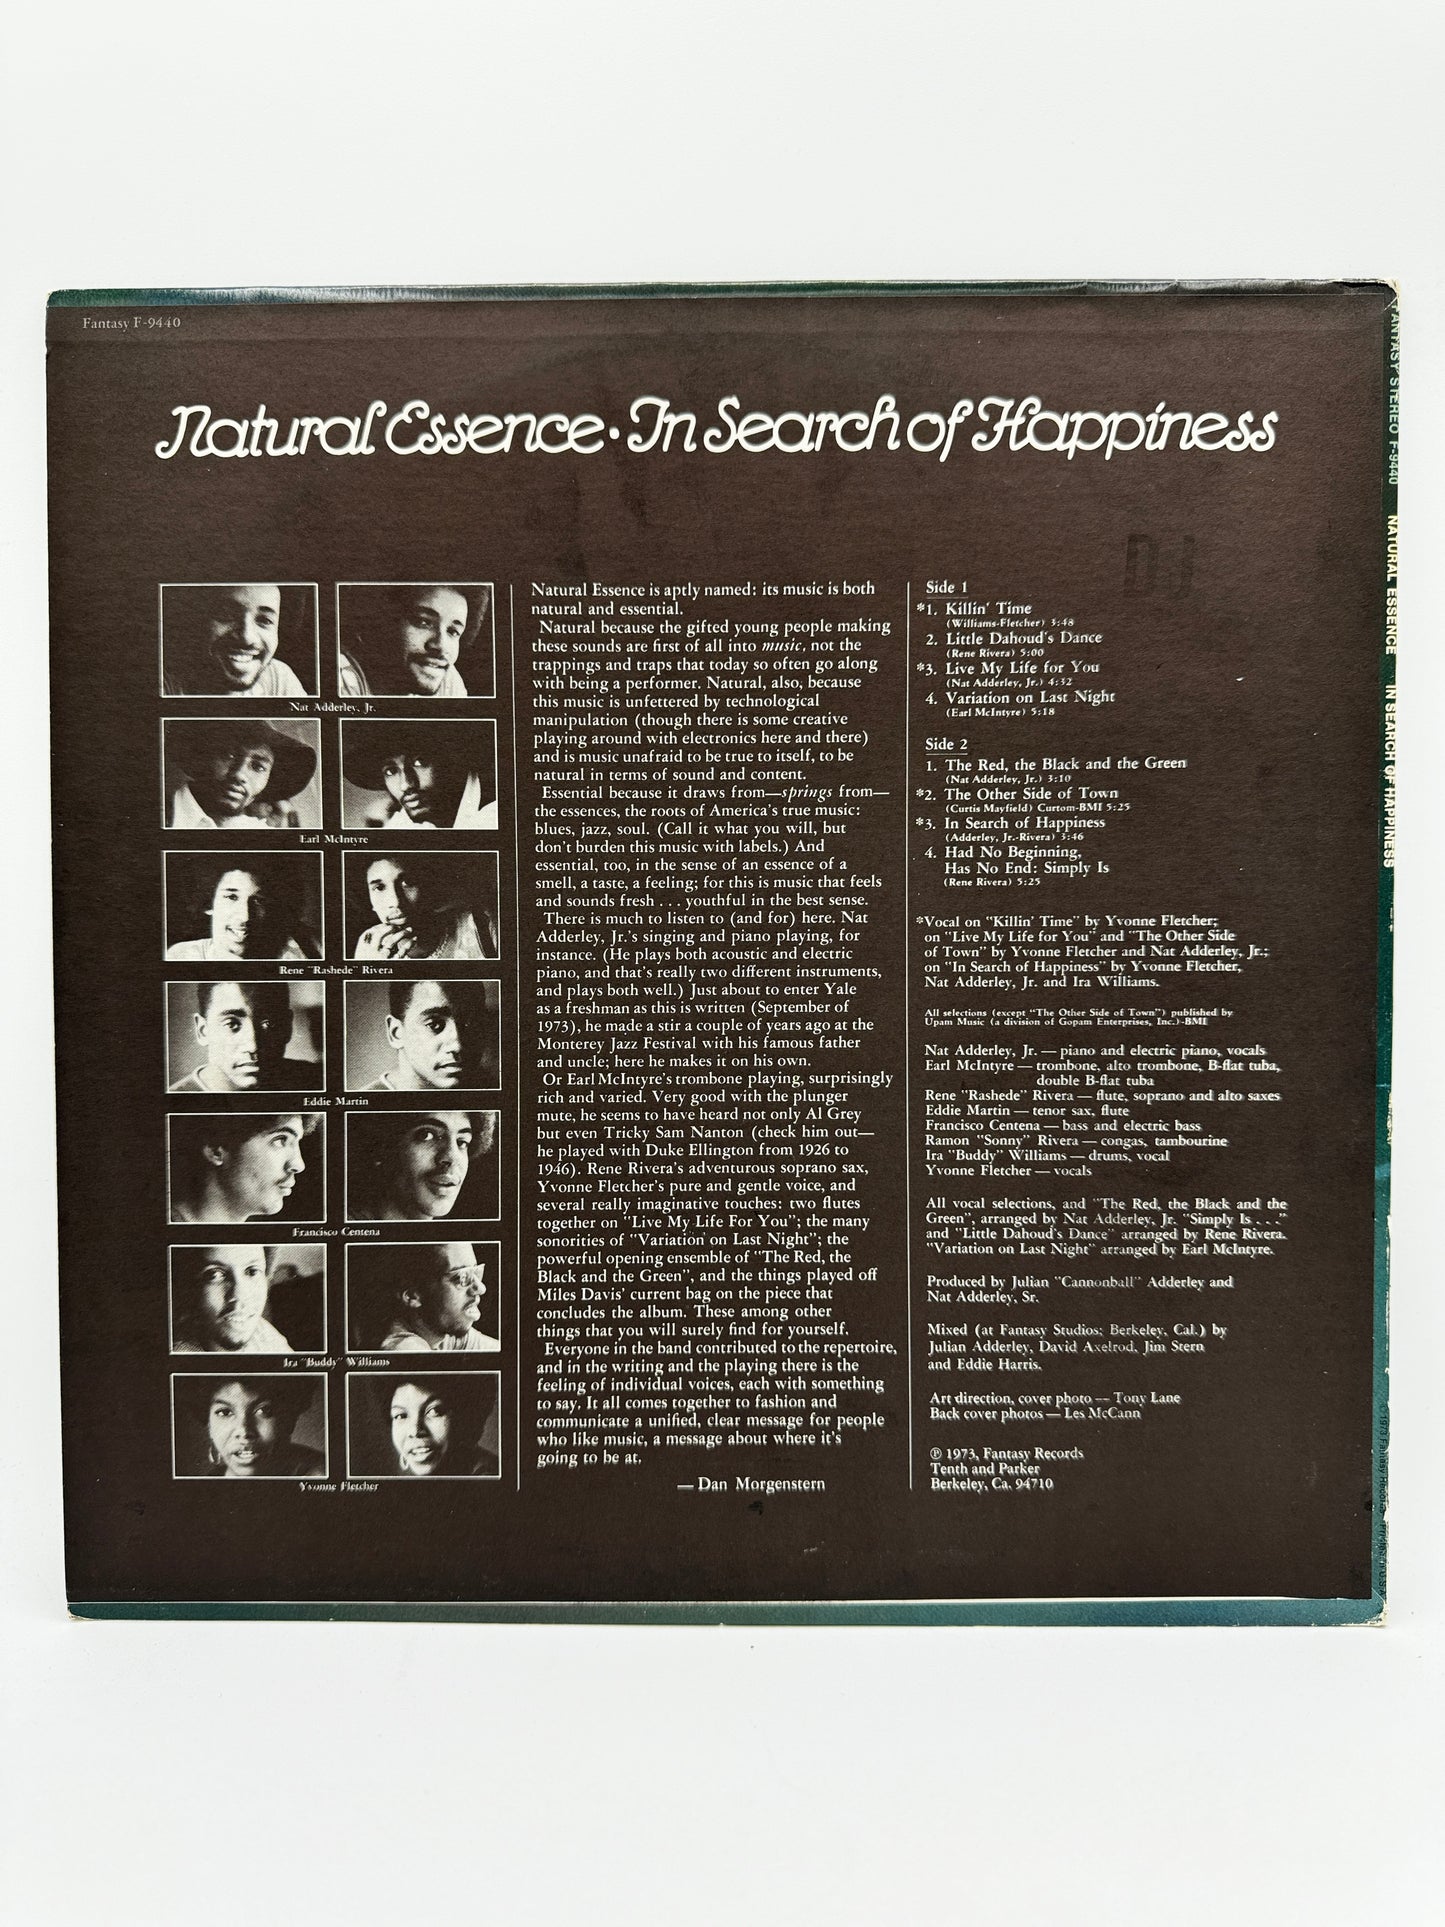 Fantasy F-9440
Natural Essence • In Search of Happiness
DJ
Nat Adderley, Jr.
Earl McIntyre
Rene "Rashede" Rivera
Eddie Martin
Francisco Centena
Ira "Buddy" Williams
Yvonne Fletcher
Natural Essence is aptly named: its music is both
natural and essential.
Natural because the gifted young people making
these sounds are first of all into music, not the
trappings and traps that today so often go along
with being a performer. Natural, also, because
this music is unfettered by technological
manipulation (though there is some creative
playing around with electronics here and there)
and is music unafraid to be true to itself, to be
natural in terms of sound and content.
Essential because it draws from—springs from—
the essences, the roots of America's true music:
blues, jazz, soul. (Call it what you will, but
don't burden this music with labels.) And
essential, too, in the sense of an essence of a
smell, a taste, a feeling; for this is music that feels
and sounds fresh . . . youthful in the best sense.
There is much to listen to (and for) here. Nat
Adderley, Jr.'s singing and piano playing, for
instance. (He plays both acoustic and electric
piano, and that's really two different instruments,
and plays both well.) Just about to enter Yale
as a freshman as this is written (September of
1973), he made a stir a couple of years ago at the
Monterey Jazz Festival with his famous father
and uncle; here he makes it on his own.
Or Earl McIntyre's trombone playing, surprisingly
rich and varied. Very good with the plunger
mute, he seems to have heard not only Al Grey
but even Tricky Sam Nanton (check him out—
he played with Duke Ellington from 1926 to
1946). Rene Rivera's adventurous soprano sax,
Yvonne Fletcher's pure and gentle voice, and
several really imaginative touches: two flutes
together on "Live My Life For You"; the many
sonorities of "Variation on Last Night"; the
powerful opening ensemble of "The Red, the
Black and the Green", and the things played off
Miles Davis' current bag on the piece that
concludes the album. These among other
things that you will surely find for yourself.
Everyone in the band contributed to the repertoire,
and in the writing and the playing there is the
feeling of individual voices, each with something
to say. It all comes together to fashion and
communicate a unified, clear message for people
who like music, a message about where it's
going to be at.
— Dan Morgenstern
Side 1
*1. Killin' Time
(Williams-Fletcher) 3:48
2. Little Dahoud's Dance
(Rene Rivera) 5:00
*3. Live My Life for You
(Nat Adderley, Jr.) 4:32
4. Variation on Last Night
(Earl McIntyre) 5:18
Side 2
1. The Red, the Black and the Green
(Nat Adderley, Jr.) 3:10
*2. The Other Side of Town
(Curtis Mayfield) Curtom-BMI 5:25
*3. In Search of Happiness
(Adderley, Jr.-Rivera) 3:46
4. Had No Beginning,
Has No End: Simply Is
(Rene Rivera) 5:25
*Vocal on "Killin' Time" by Yvonne Fletcher;
on "Live My Life for You" and "The Other Side
of Town" by Yvonne Fletcher and Nat Adderley, Jr.;
on "In Search of Happiness" by Yvonne Fletcher,
Nat Adderley, Jr. and Ira Williams.
All selections (except "The Other Side of Town") published by
Upam Music (a division of Gopam Enterprises, Inc.)-BMI
Nat Adderley, Jr. — piano and electric piano, vocals
Earl McIntyre — trombone, alto trombone, B-flat tuba,
double B-flat tuba
Rene "Rashede" Rivera — flute, soprano and alto saxes
Eddie Martin — tenor sax, flute
Francisco Centena — bass and electric bass
Ramon "Sonny" Rivera — congas, tambourine
Ira "Buddy" Williams — drums, vocal
Yvonne Fletcher — vocals
All vocal selections, and "The Red, the Black and the
Green", arranged by Nat Adderley, Jr. "Simply Is . . ."
and "Little Dahoud's Dance" arranged by Rene Rivera.
"Variation on Last Night" arranged by Earl McIntyre.
Produced by Julian "Cannonball" Adderley and
Nat Adderley, Sr.
Mixed (at Fantasy Studios; Berkeley, Cal.) by
Julian Adderley, David Axelrod, Jim Stern
and Eddie Harris.
Art direction, cover photo — Tony Lane
Back cover photos — Les McCann
℗ 1973, Fantasy Records
Tenth and Parker
Berkeley, Ca. 94710
FANTASY STEREO F-9440 NATURAL ESSENCE IN SEARCH OF HAPPINESS
© 1973 Fantasy Records Printed in U.S.A.